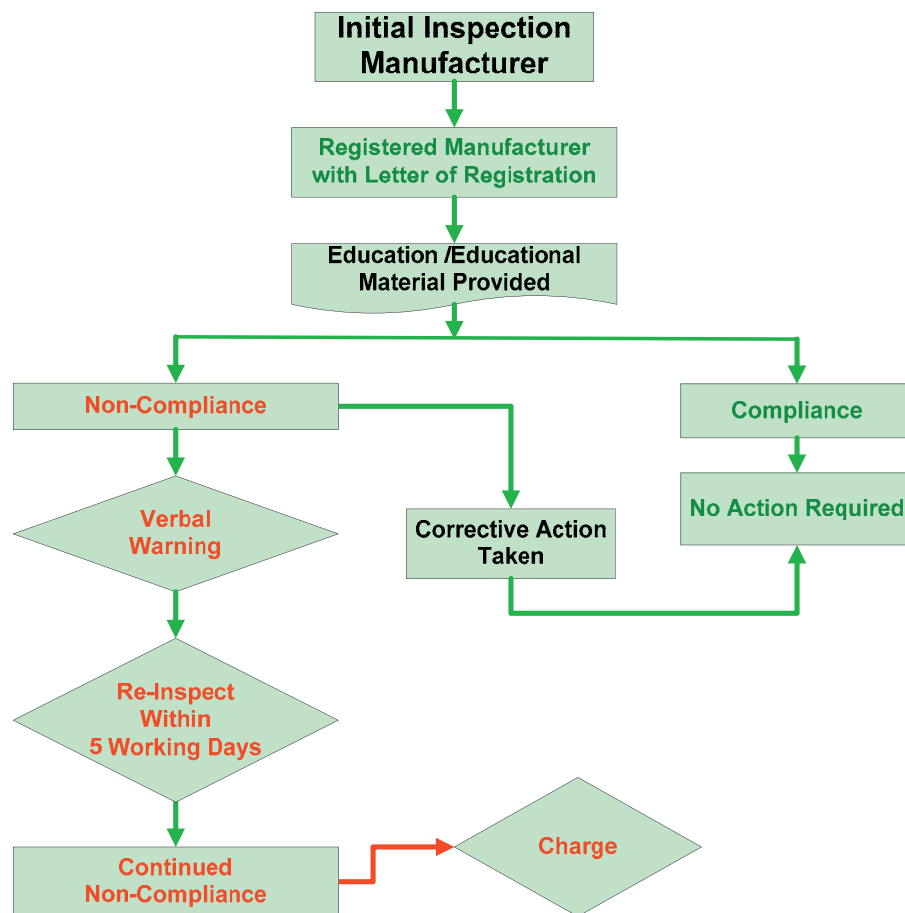 Initial Inspection
Manufacturer
Registered Manufacturer
with Letter of Registration
Education /Educational
Material Provided
Non-Compliance
Compliance
Verbal
Warning
Corrective Action
Taken
No Action Required
Re-Inspect
Within
5 Working Days
Continued
Non-Compliance
Charge